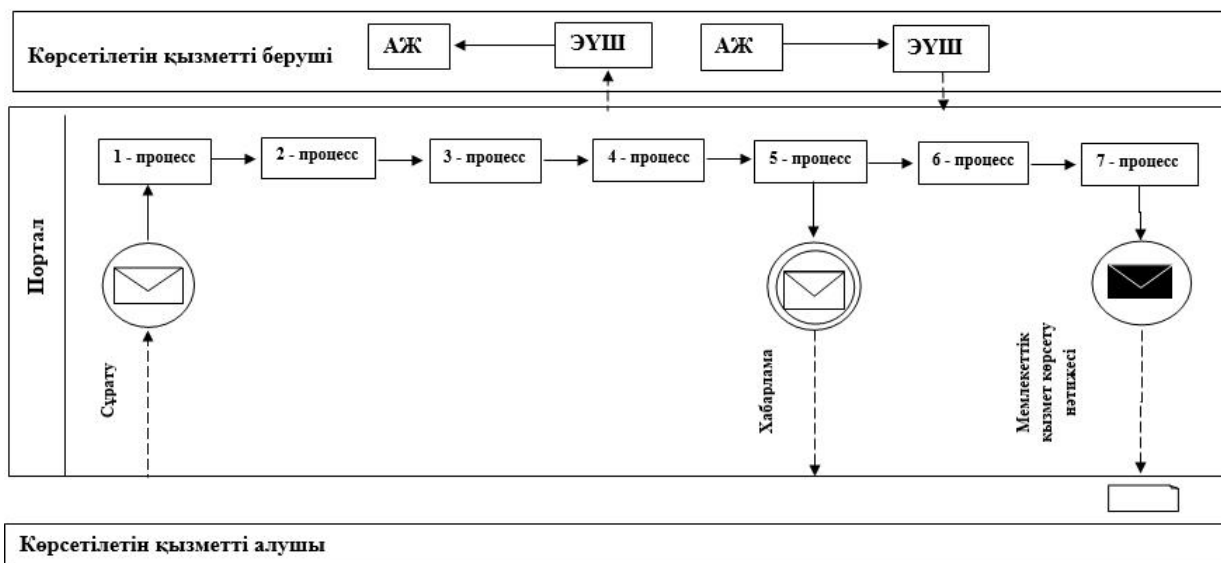 АЖ
ЭҮШ
АЖ
ЭҮШ
Көрсетілетін қызметті беруші
1 - процесс
2 - процесс
3 - процесс
4 - процесс
5 - процесс
6 - процесс
7 - процесс
Портал
Сұрату
Хабарлама
Мемлекеттік
қызмет көрсету
нәтижесі
Көрсетілетін қызметті алушы